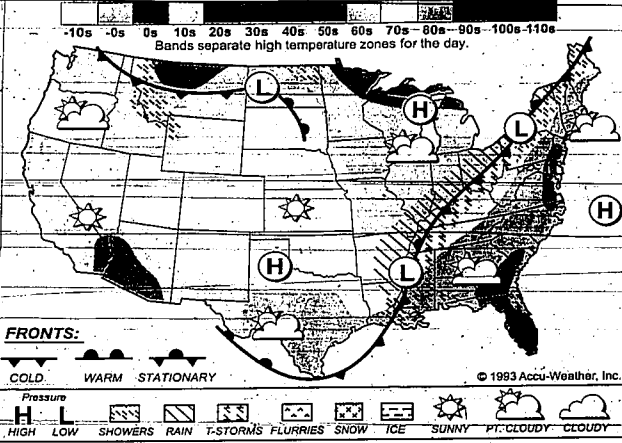 -10s -0s 0s 10s 20s 30s 40s 50s 60s 70s 80s 90s 100s 110s
Bands separate high temperature zones for the day.
L
H
L
H
H
L
FRONTS:
COLD WARM STATIONARY
© 1993 Accu-Weather, Inc.
Pressure
H L
HIGH LOW SHOWERS RAIN T-STORMS FLURRIES SNOW ICE SUNNY PT. CLOUDY CLOUDY